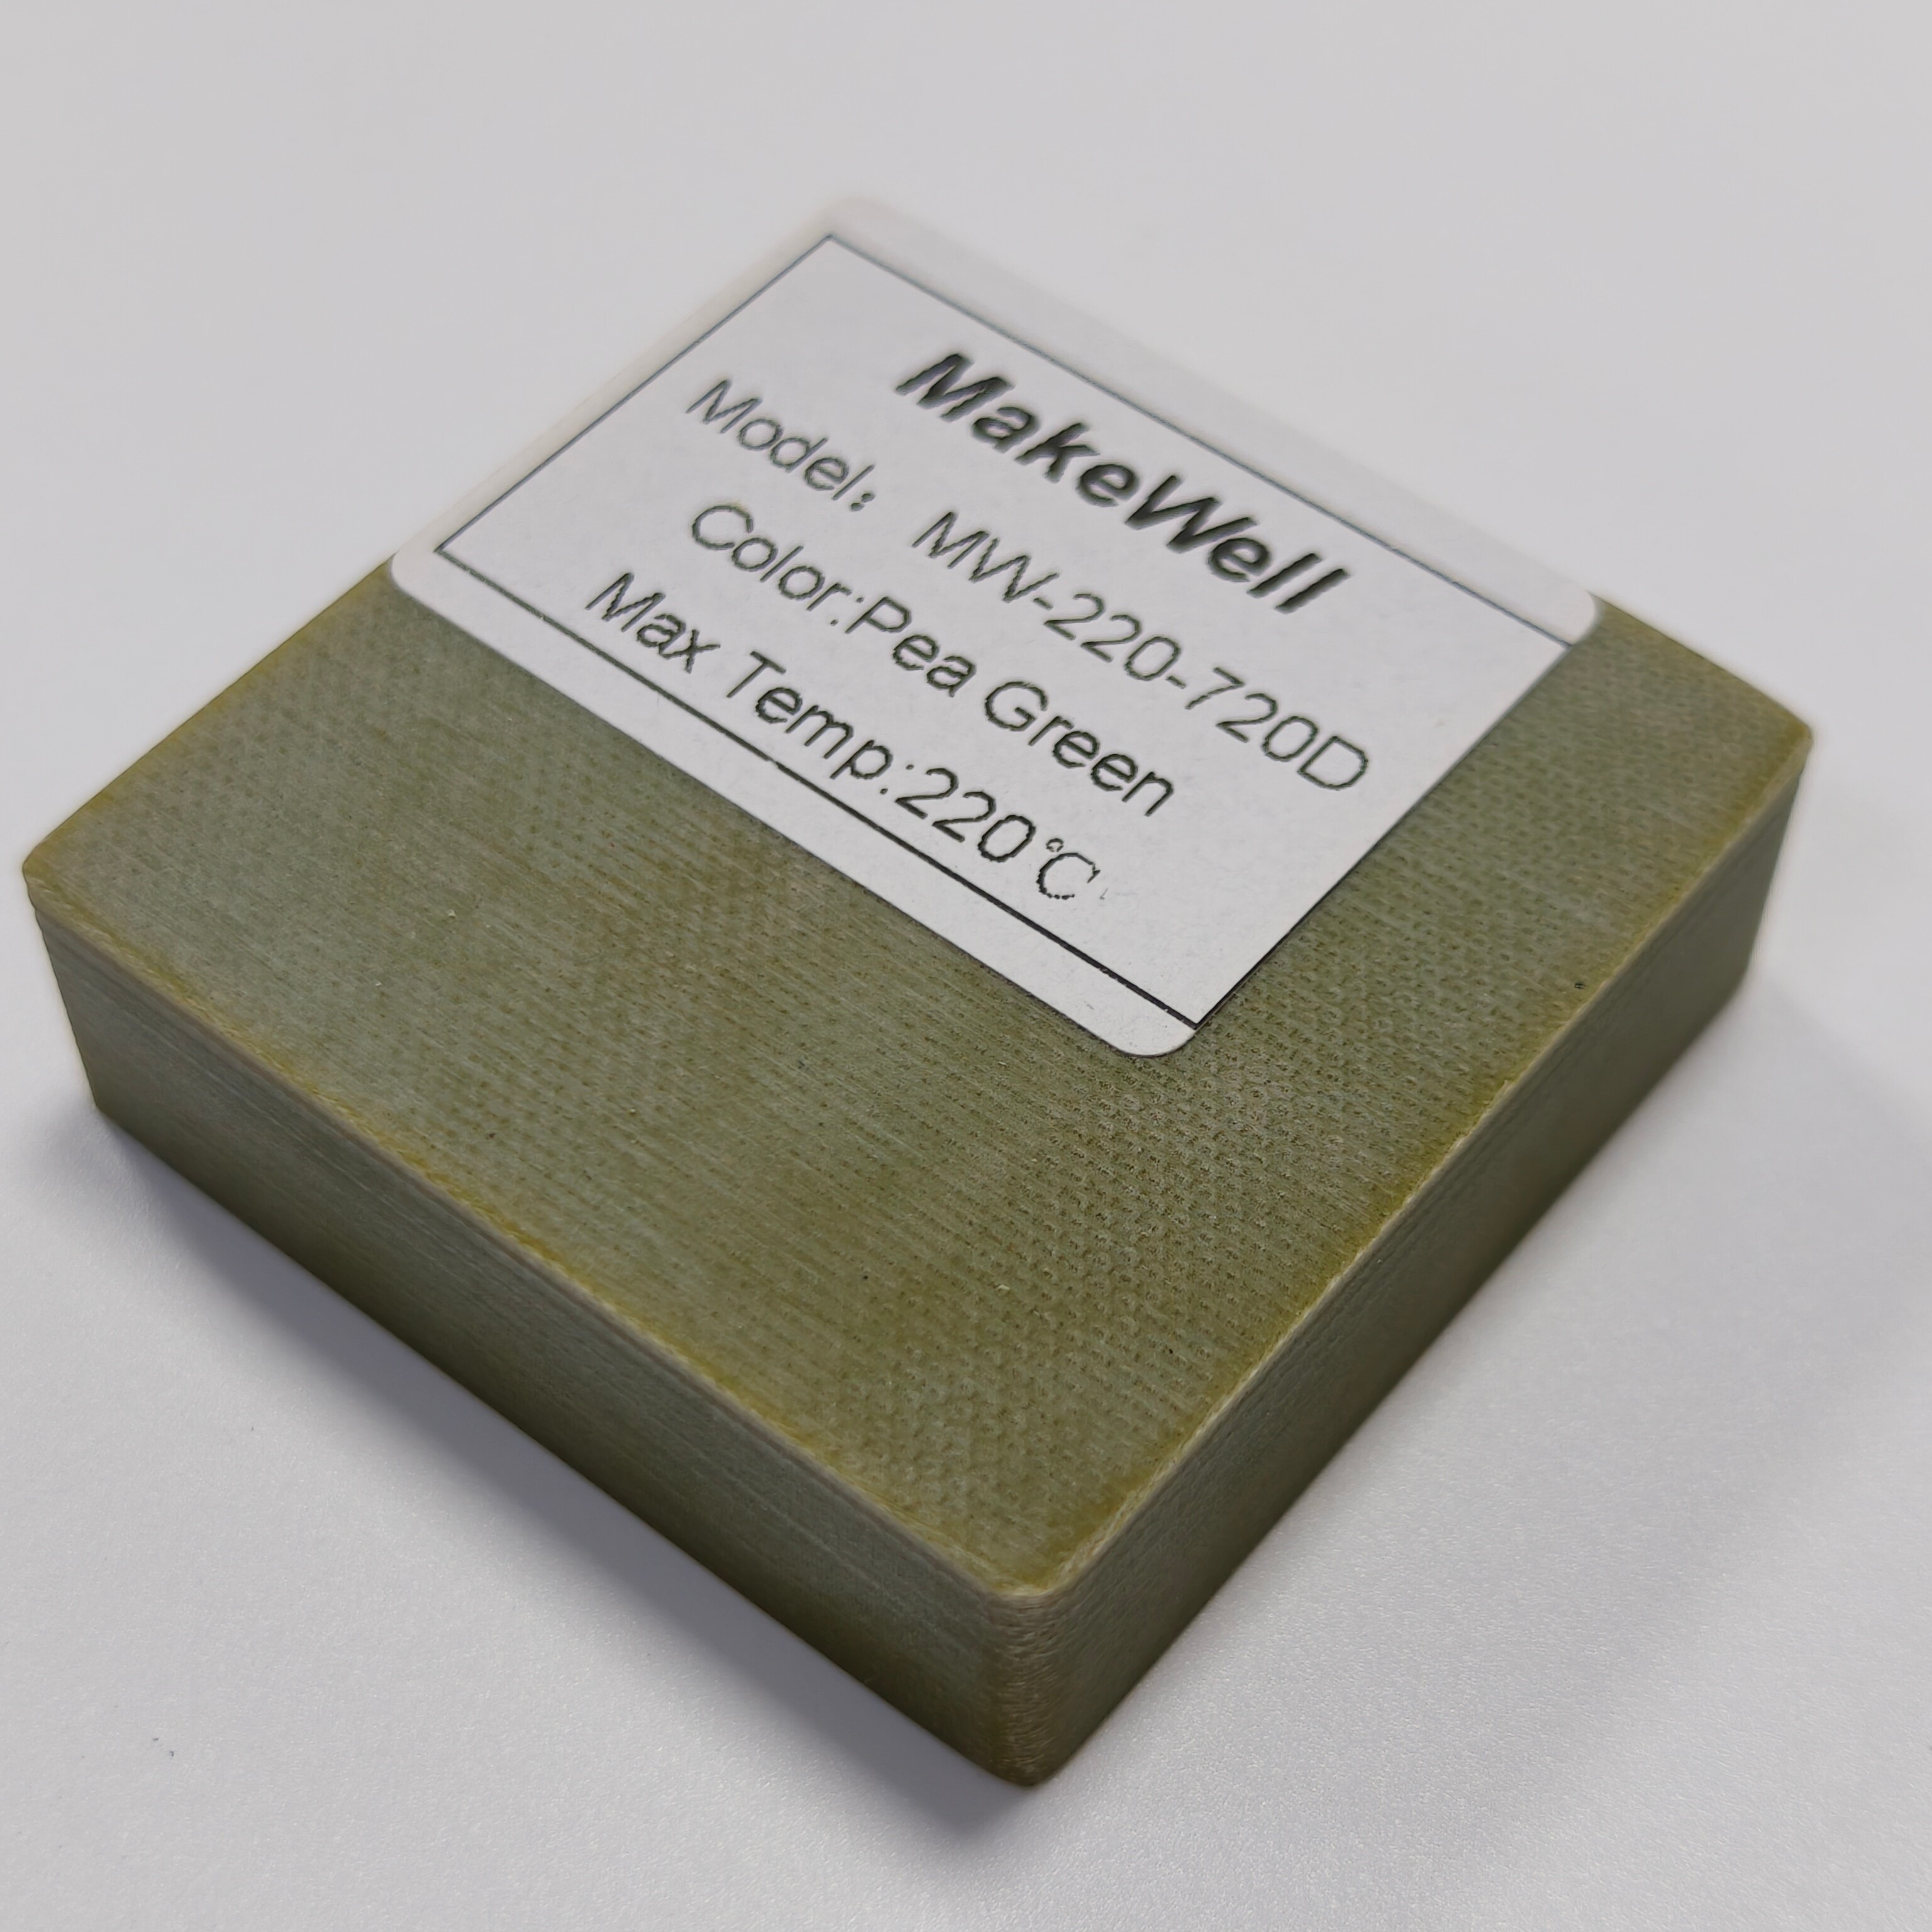 MakeWell
Model： MW-220-720D
Color:Pea Green
Max Temp:220℃